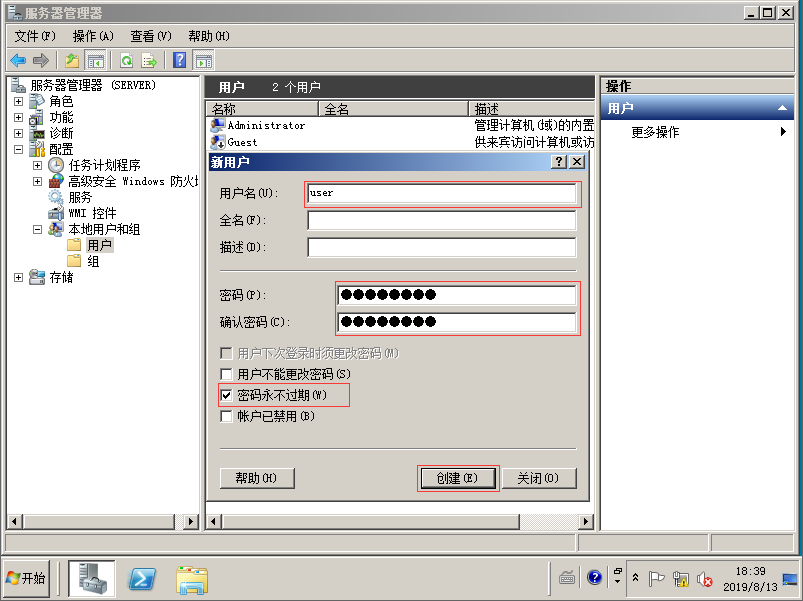 服务器管理器
文件(F) 操作(A) 查看(V) 帮助(H)
服务器管理器 (SERVER)
角色
功能
诊断
配置
任务计划程序
高级安全 Windows 防火
服务
WMI 控件
本地用户和组
用户
组
存储
用户 2 个用户
名称 全名 描述
Administrator 管理计算机(域)的内置
Guest 供来宾访问计算机或访
新用户
用户名(U): user
全名(F):
描述(D):
密码(P): ●●●●●●●●
确认密码(C): ●●●●●●●●
用户下次登录时须更改密码(M)
用户不能更改密码(S)
密码永不过期(W)
帐户已禁用(B)
帮助(H) 创建(E) 关闭(O)
操作
用户
更多操作
开始
18:39
2019/8/13